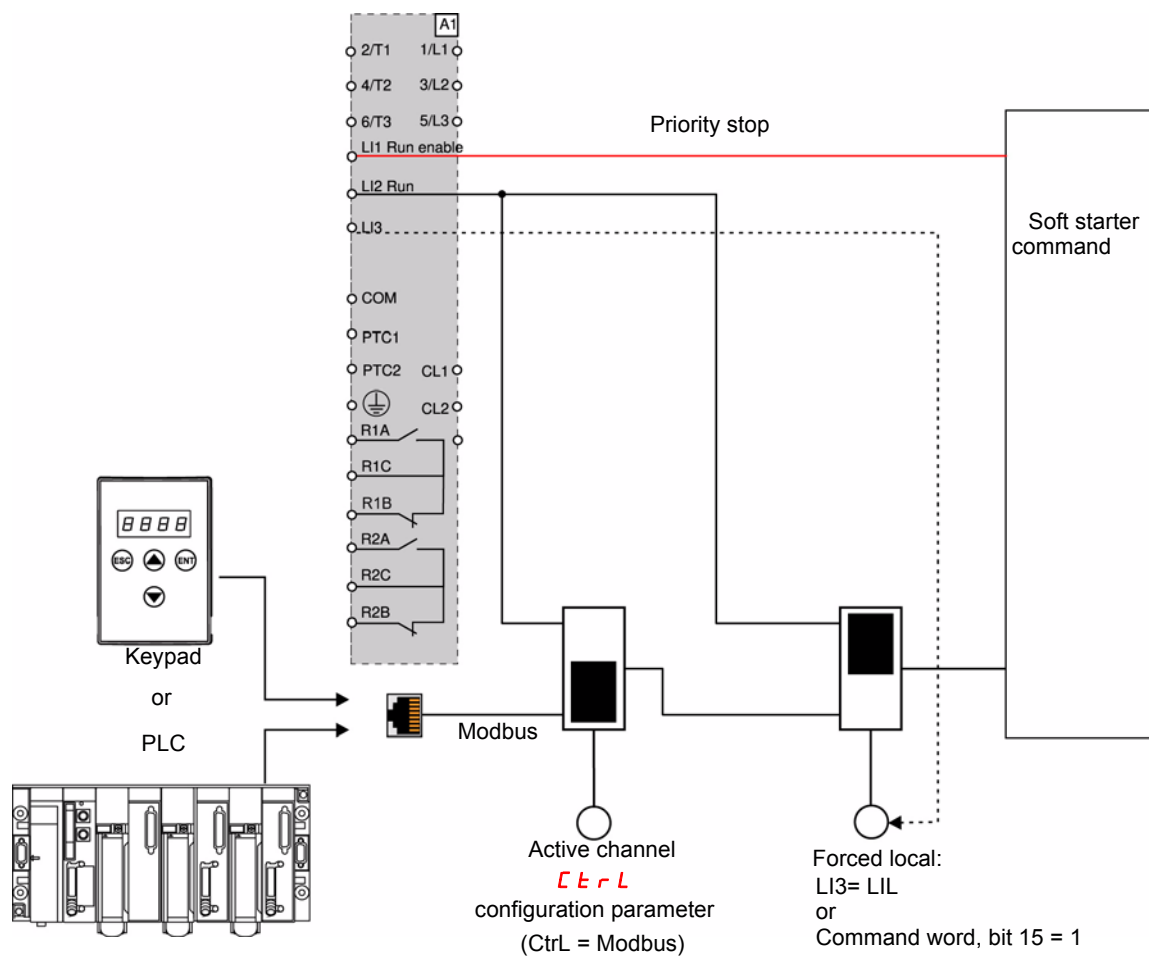 A1
2/T1 1/L1
4/T2 3/L2
6/T3 5/L3
Priority stop
LI1 Run enable
LI2 Run
LI3
Soft starter
command
COM
PTC1
PTC2 CL1
CL2
R1A
R1C
R1B
R2A
R2C
R2B
8888
ESC ENT
Keypad
or
PLC
Modbus
Active channel
CtrL
configuration parameter
(CtrL = Modbus)
Forced local:
LI3= LIL
or
Command word, bit 15 = 1